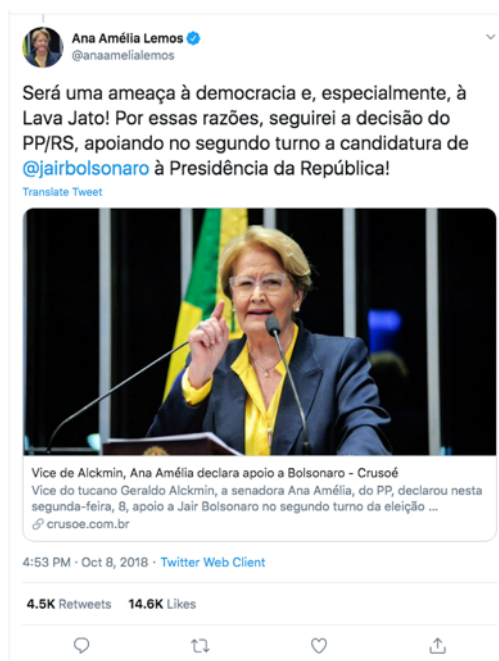 Ana Amélia Lemos
@anaamelialemos
Será uma ameaça à democracia e, especialmente, à
Lava Jato! Por essas razões, seguirei a decisão do
PP/RS, apoiando no segundo turno a candidatura de
@jairbolsonaro à Presidência da República!
Translate Tweet
Vice de Alckmin, Ana Amélia declara apoio a Bolsonaro - Crusoé
Vice do tucano Geraldo Alckmin, a senadora Ana Amélia, do PP, declarou nesta
segunda-feira, 8, apoio a Jair Bolsonaro no segundo turno da eleição ...
crusoe.com.br
4:53 PM · Oct 8, 2018 · Twitter Web Client
4.5K Retweets 14.6K Likes